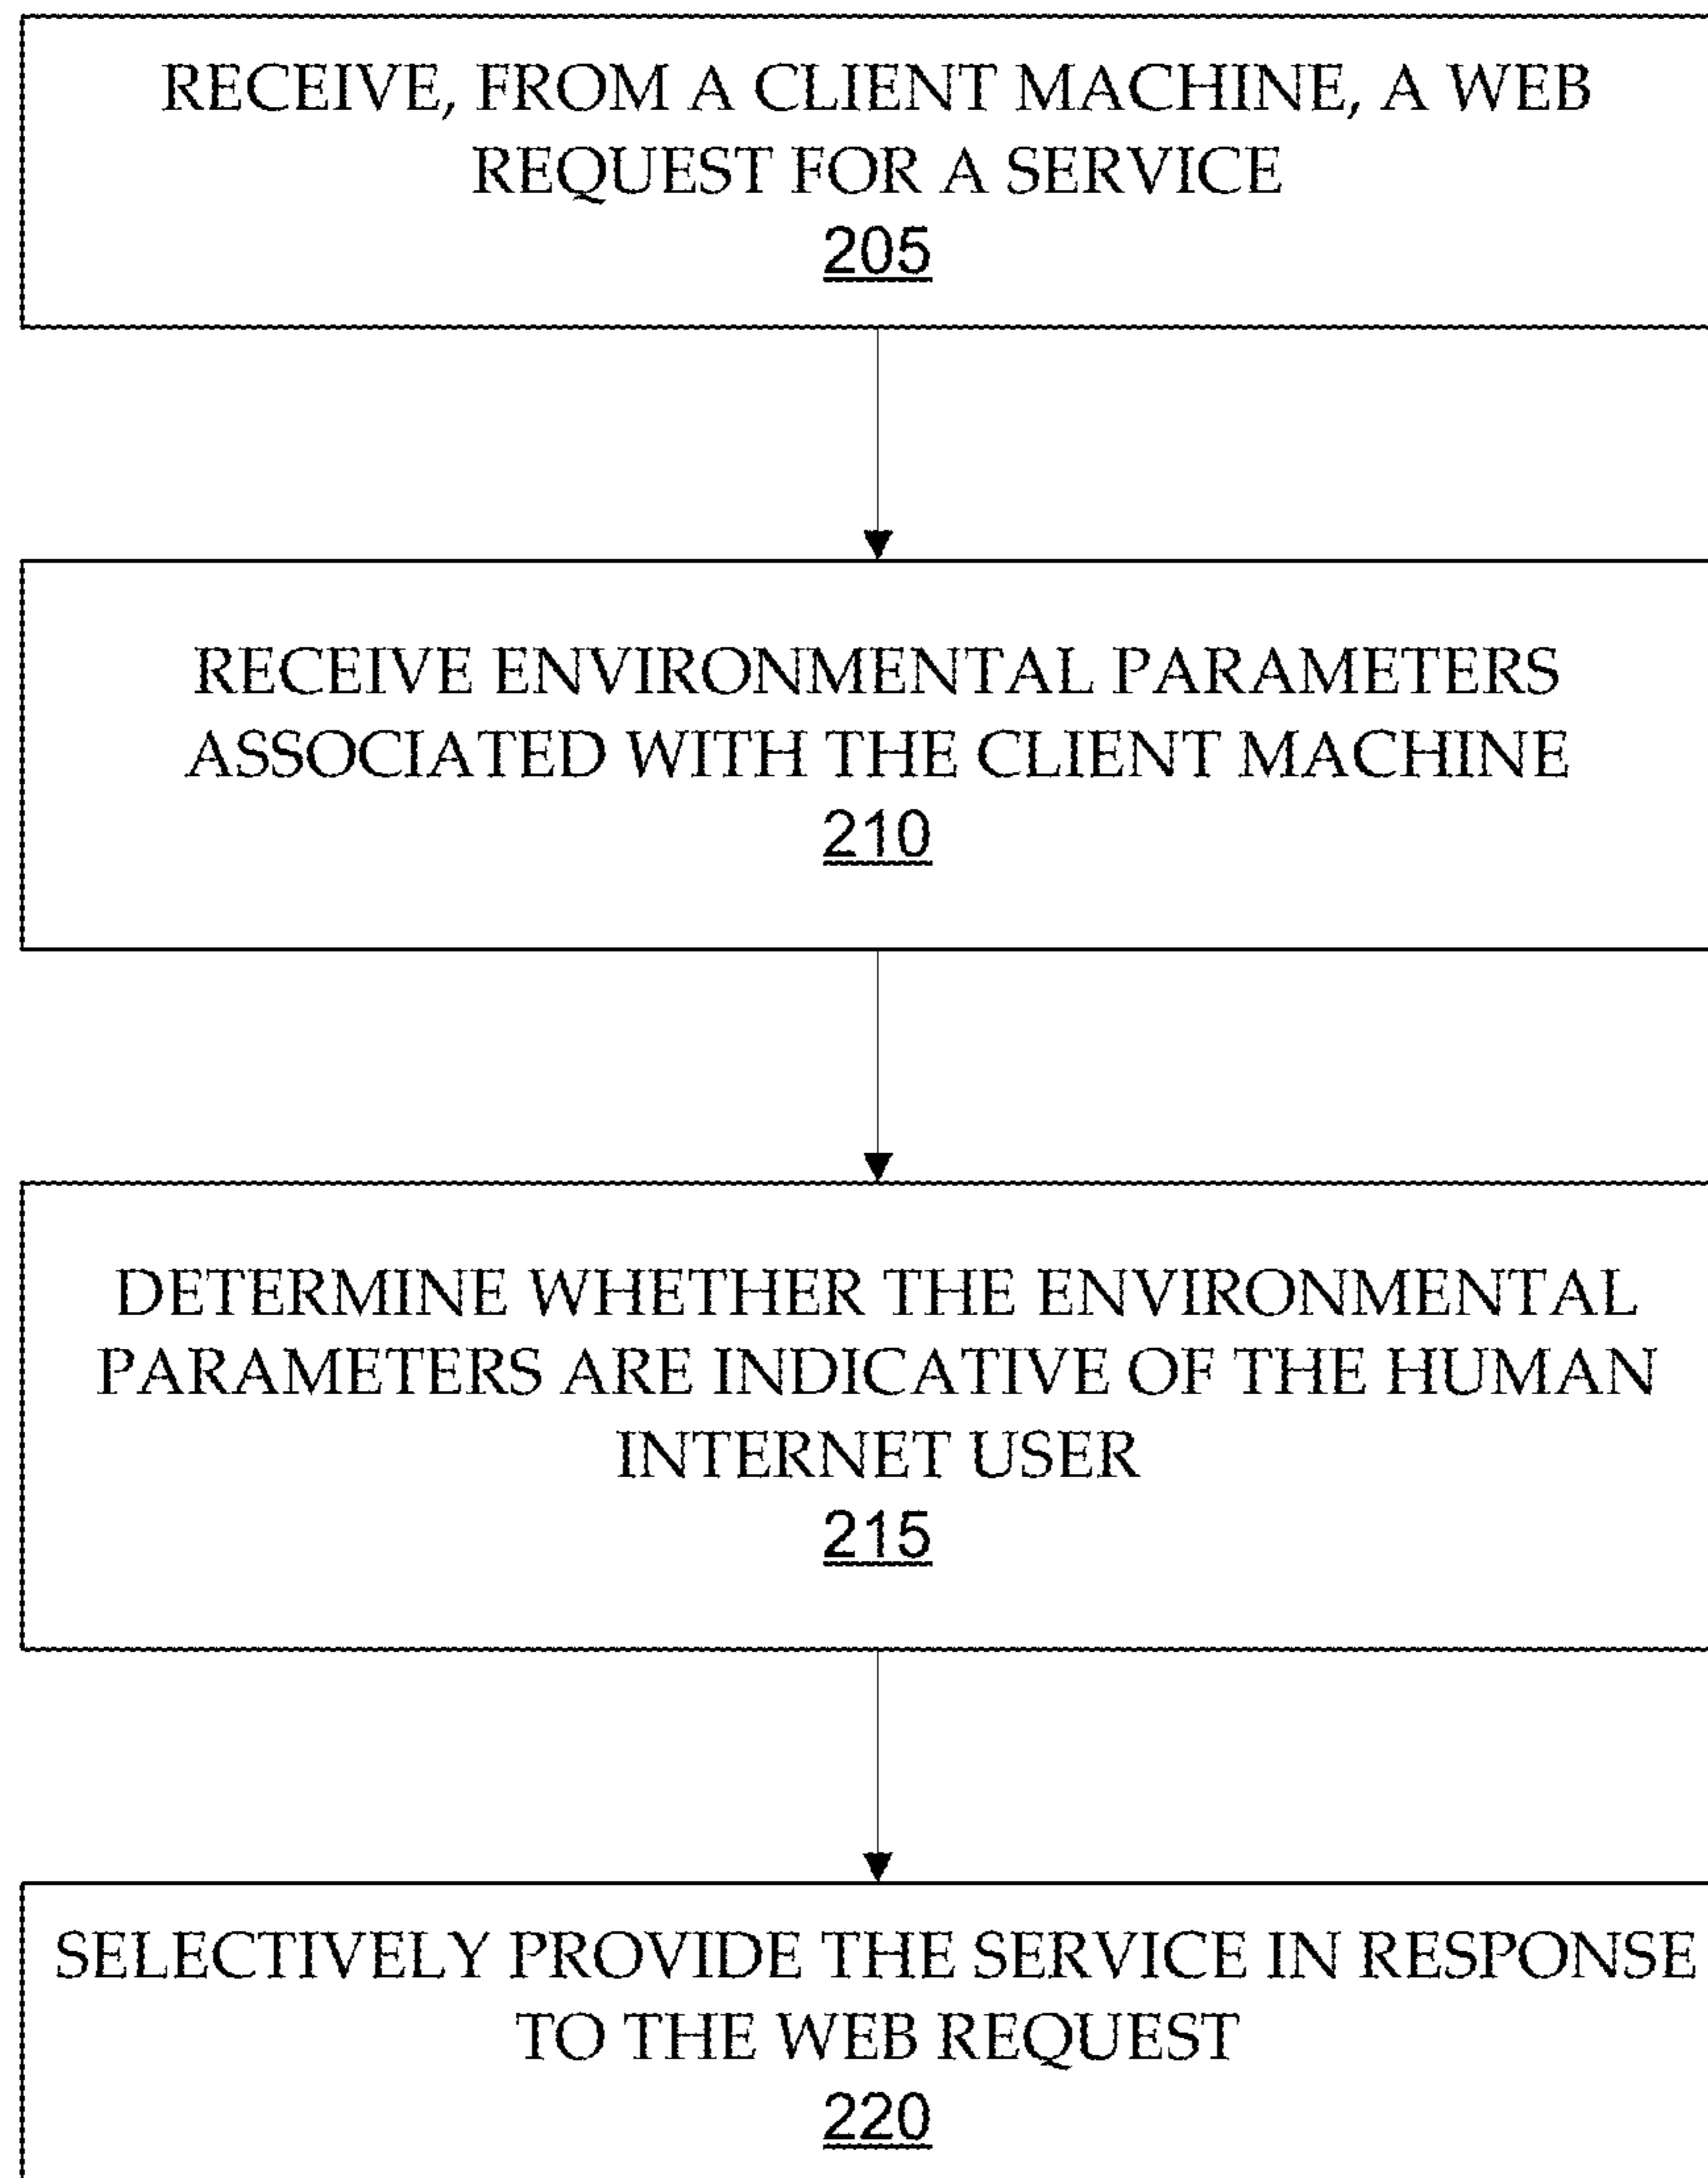 RECEIVE, FROM A CLIENT MACHINE, A WEB
REQUEST FOR A SERVICE
205
RECEIVE ENVIRONMENTAL PARAMETERS
ASSOCIATED WITH THE CLIENT MACHINE
210
DETERMINE WHETHER THE ENVIRONMENTAL
PARAMETERS ARE INDICATIVE OF THE HUMAN
INTERNET USER
215
SELECTIVELY PROVIDE THE SERVICE IN RESPONSE
TO THE WEB REQUEST
220